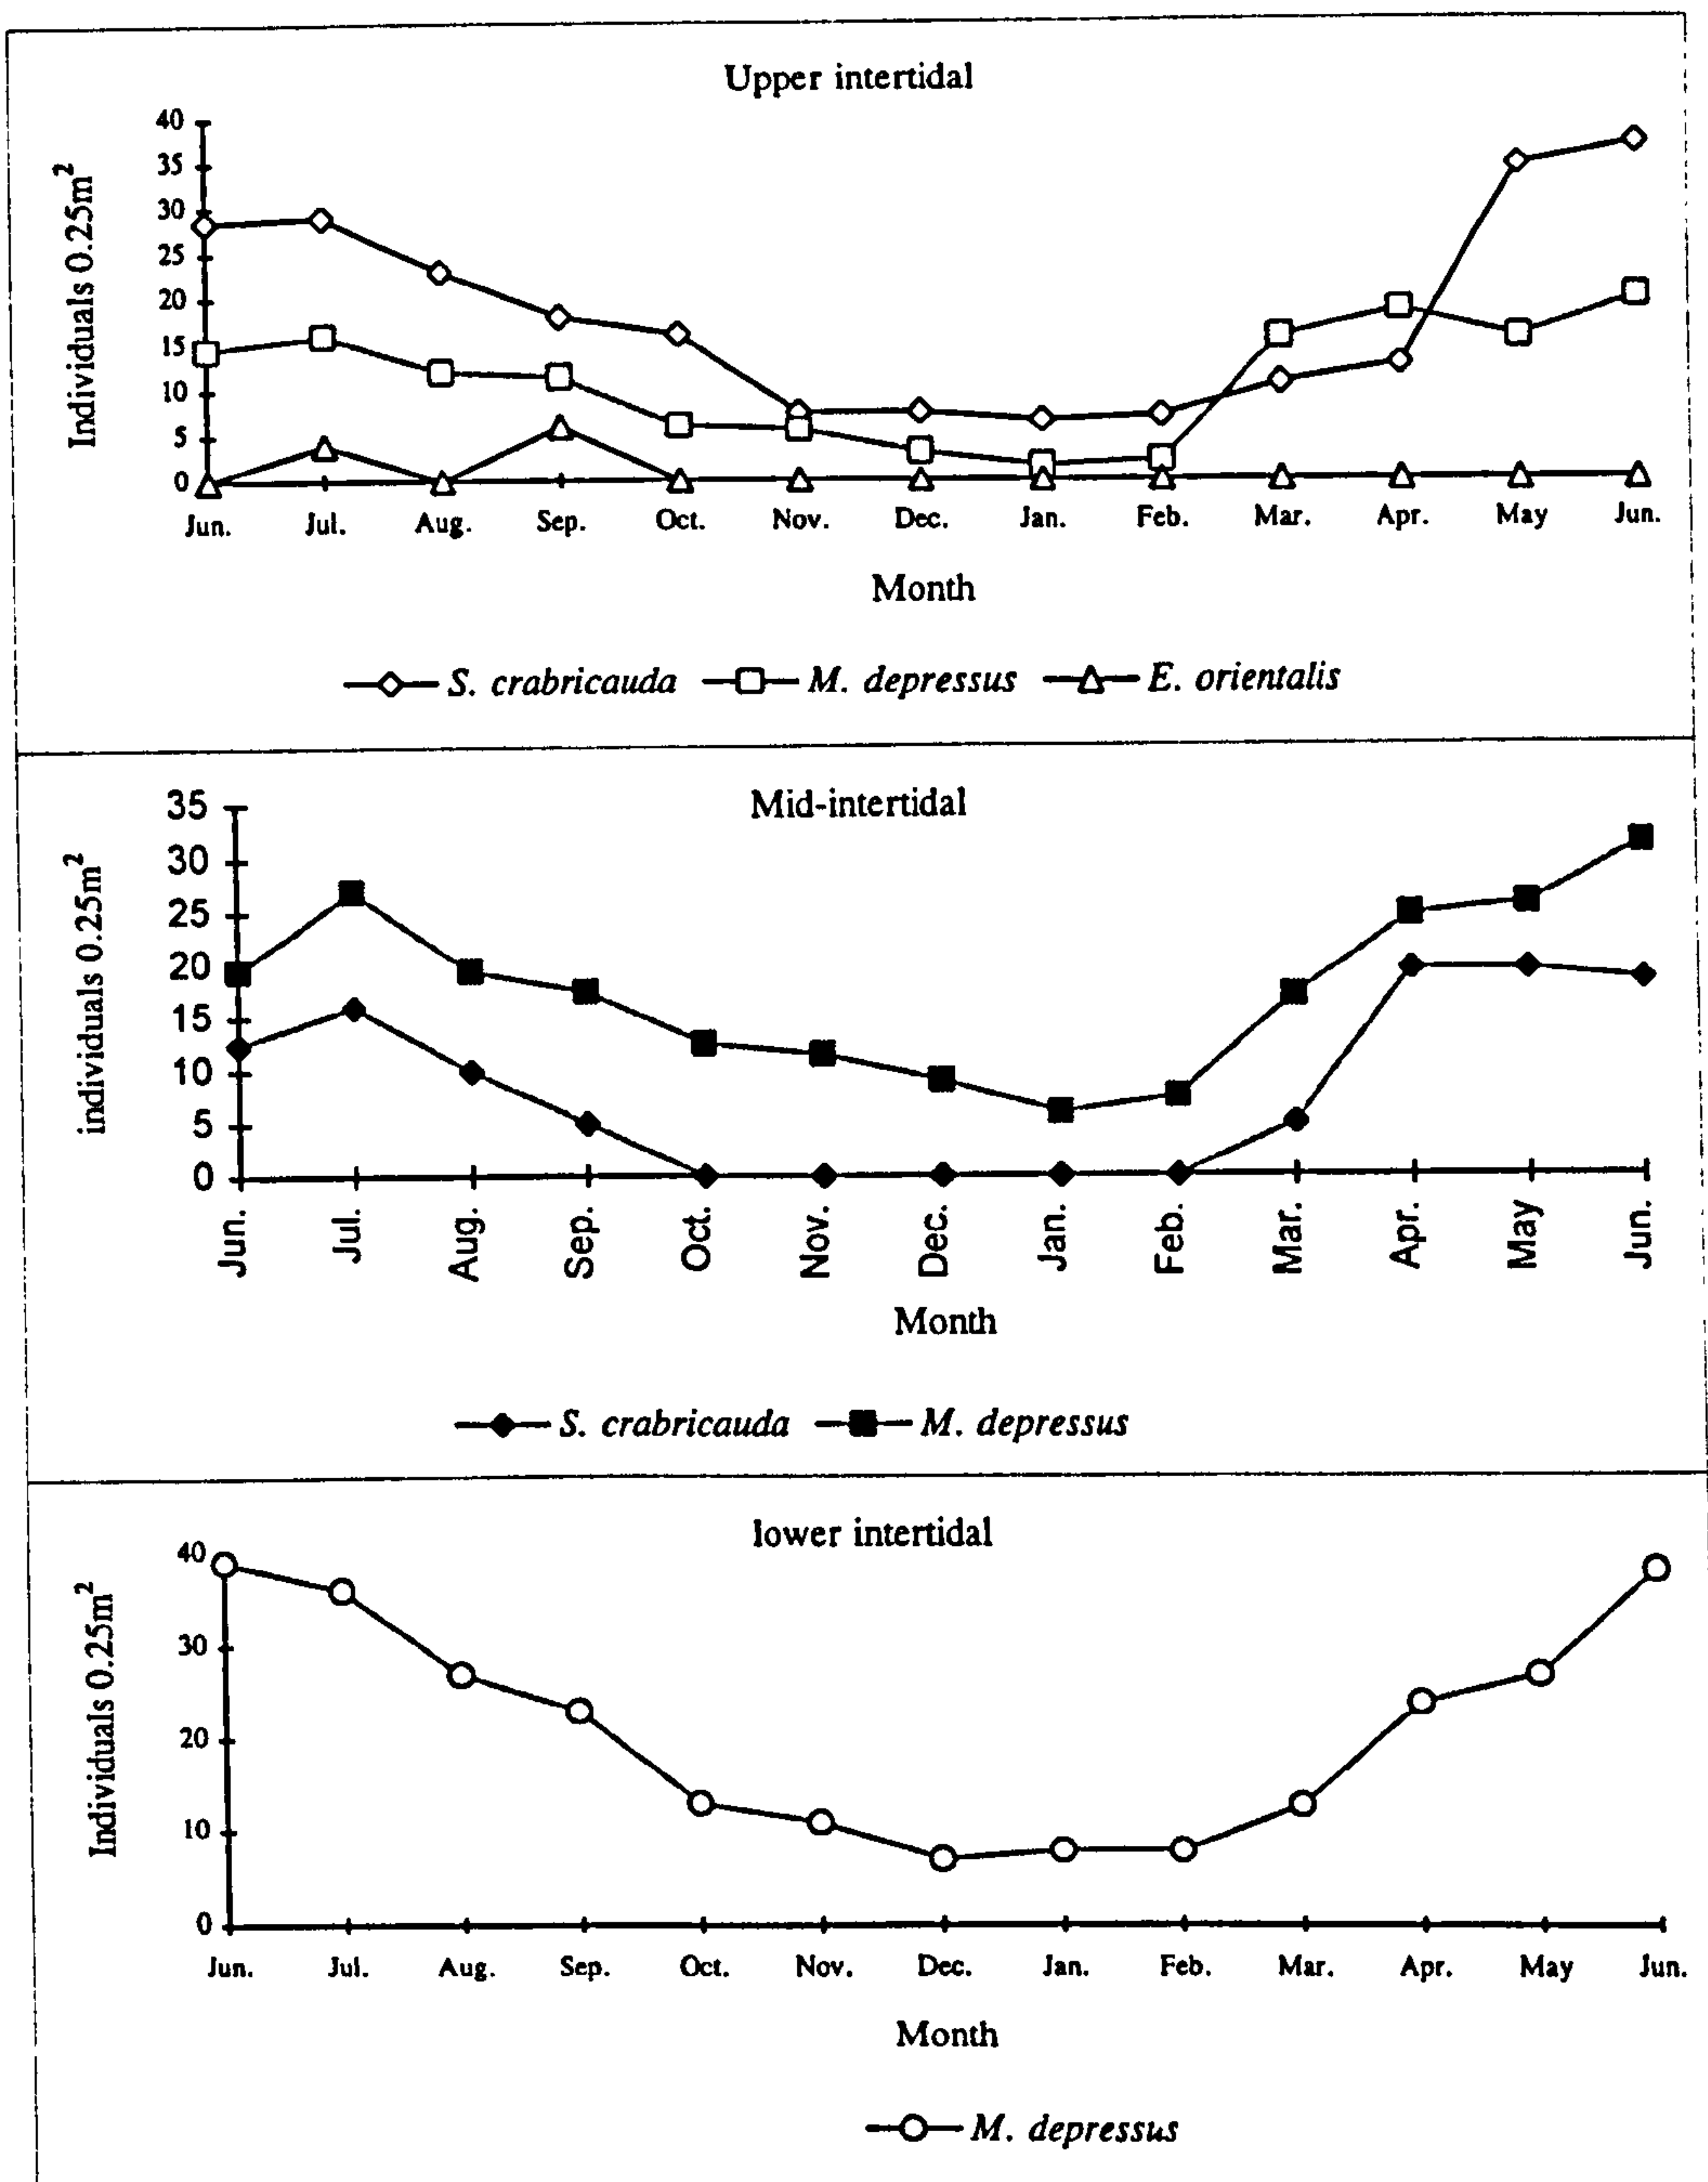 Upper intertidal
Individuals 0.25m²
40
35
30
25
20
15
10
5
0
Jun. Jul. Aug. Sep. Oct. Nov. Dec. Jan. Feb. Mar. Apr. May Jun.
Month
S. crabricauda M. depressus E. orientalis
Mid-intertidal
individuals 0.25m²
35
30
25
20
15
10
5
0
Jun. Jul. Aug. Sep. Oct. Nov. Dec. Jan. Feb. Mar. Apr. May Jun.
Month
S. crabricauda M. depressus
lower intertidal
Individuals 0.25m²
40
30
20
10
0
Jun. Jul. Aug. Sep. Oct. Nov. Dec. Jan. Feb. Mar. Apr. May Jun.
Month
M. depressus